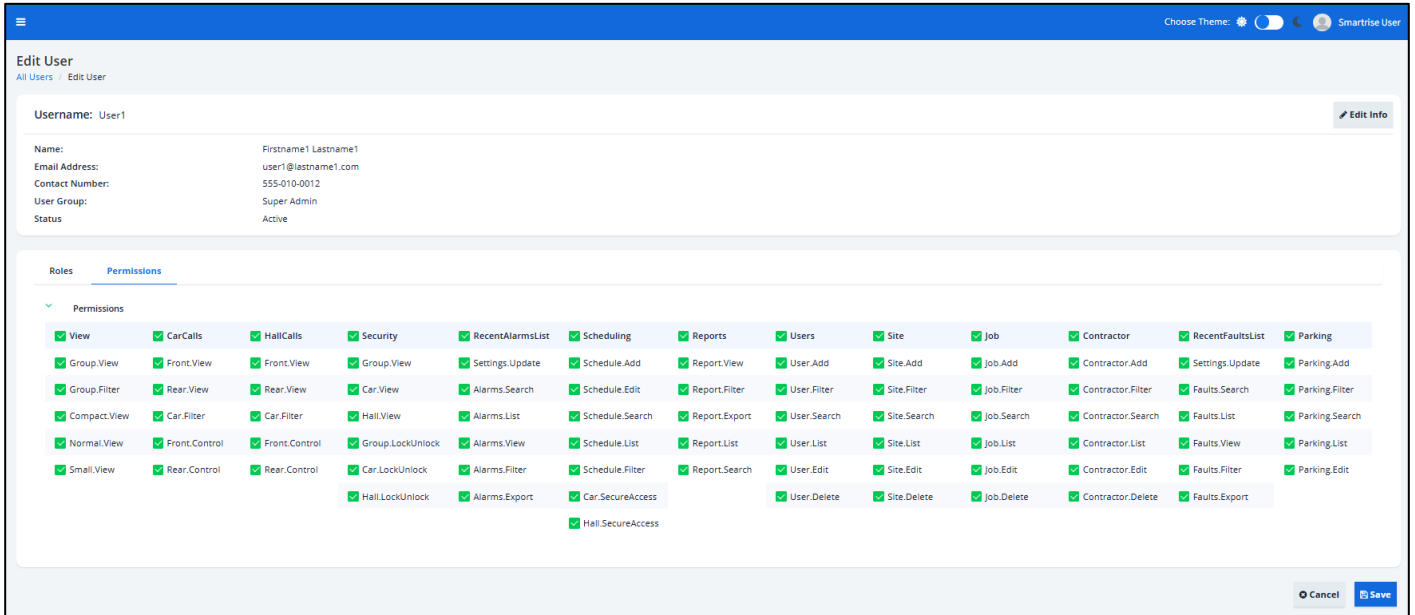 Choose Theme: Smartrise User
Edit User
All Users / Edit User
Username: User1 Edit Info
Name: Firstname1 Lastname1
Email Address: user1@lastname1.com
Contact Number: 555-010-0012
User Group: Super Admin
Status Active
Roles Permissions
Permissions
View CarCalls HallCalls Security RecentAlarmsList Scheduling Reports Users Site Job Contractor RecentFaultsList Parking
Group.View Front.View Front.View Group.View Settings.Update Schedule.Add Report.View User.Add Site.Add Job.Add Contractor.Add Settings.Update Parking.Add
Group.Filter Rear.View Rear.View Car.View Alarms.Search Schedule.Edit Report.Filter User.Filter Site.Filter Job.Filter Contractor.Filter Faults.Search Parking.Filter
Compact.View Car.Filter Car.Filter Hall.View Alarms.List Schedule.Search Report.Export User.Search Site.Search Job.Search Contractor.Search Faults.List Parking.Search
Normal.View Front.Control Front.Control Group.LockUnlock Alarms.View Schedule.List Report.List User.List Site.List Job.List Contractor.List Faults.View Parking.List
Small.View Rear.Control Rear.Control Car.LockUnlock Alarms.Filter Schedule.Filter Report.Search User.Edit Site.Edit Job.Edit Contractor.Edit Faults.Filter Parking.Edit
Hall.LockUnlock Alarms.Export Car.SecureAccess User.Delete Site.Delete Job.Delete Contractor.Delete Faults.Export
Hall.SecureAccess
Cancel Save